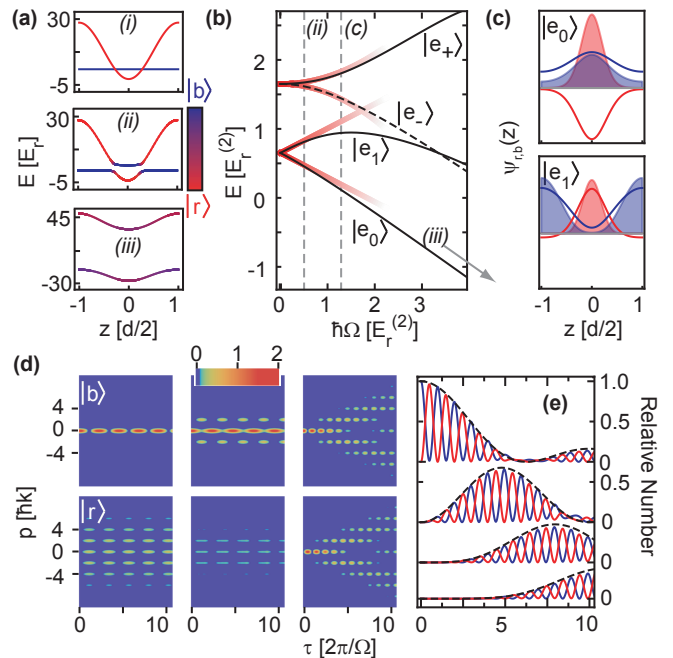 (a)
30
(i)
-5
30
(ii)
-5
45
(iii)
-30
E [E_r]
|b⟩
|r⟩
-1 0 1
z [d/2]
(b)
(ii) (c)
2
1
0
-1
E [E_r^(2)]
|e_+⟩
|e_-⟩
|e_1⟩
|e_0⟩
(iii)
0 1 2 3
ħΩ [E_r^(2)]
(c)
|e_0⟩
|e_1⟩
ψ_r,b(z)
-1 0 1
z [d/2]
(d)
0 1 2
|b⟩
4
0
-4
|r⟩
4
0
-4
p [ħk]
0 10 0 10 0 10
τ [2π/Ω]
(e)
1.0
0.5
0
0.5
0
0
0
Relative Number
0 5 10